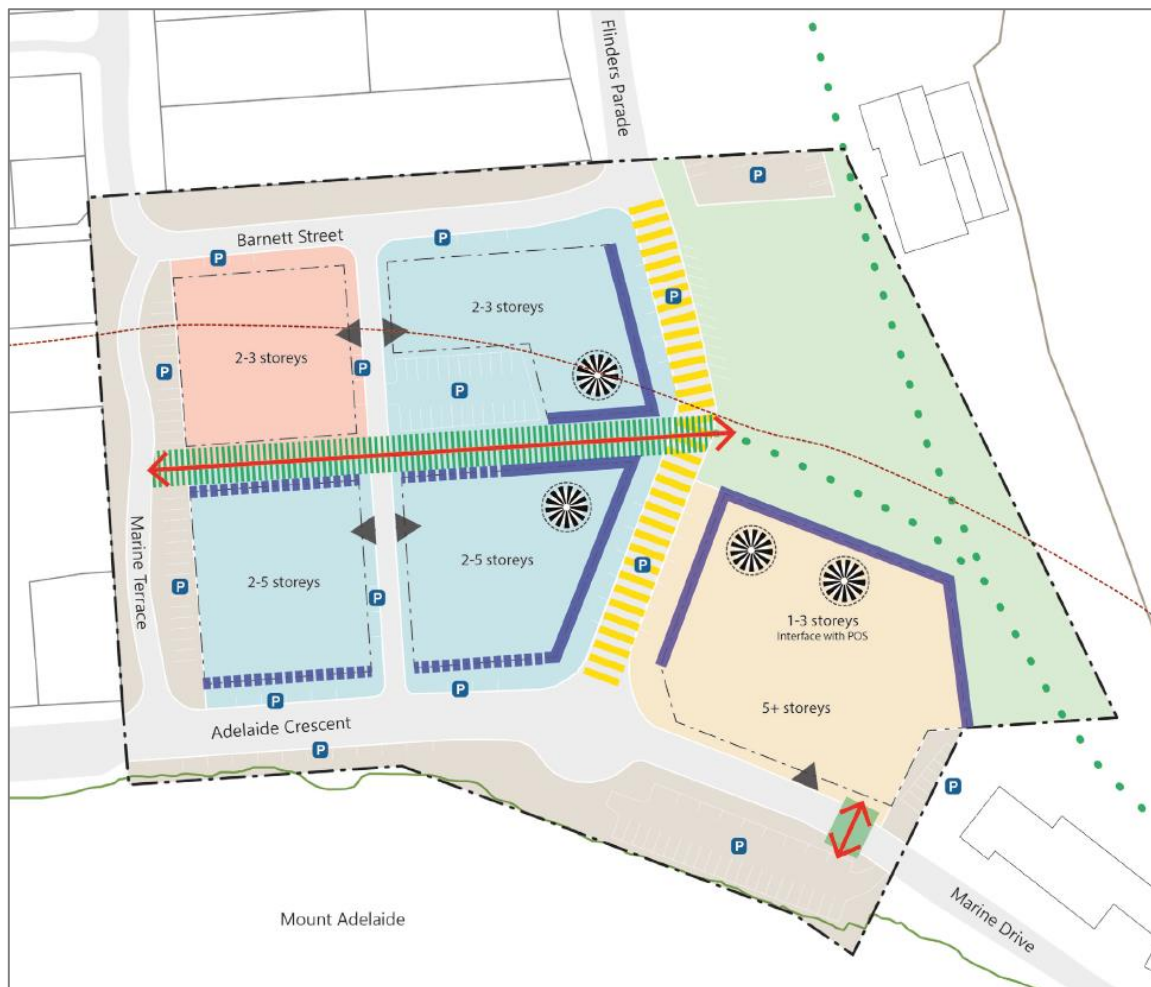 Flinders Parade
P
Barnett Street
P
P
2-3 storeys
P
2-3 storeys
P
P
P
Marine Terrace
2-5 storeys
2-5 storeys
P
P
P
1-3 storeys
Interface with POS
5+ storeys
P
P
Adelaide Crescent
P
P
P
Mount Adelaide
Marine Drive